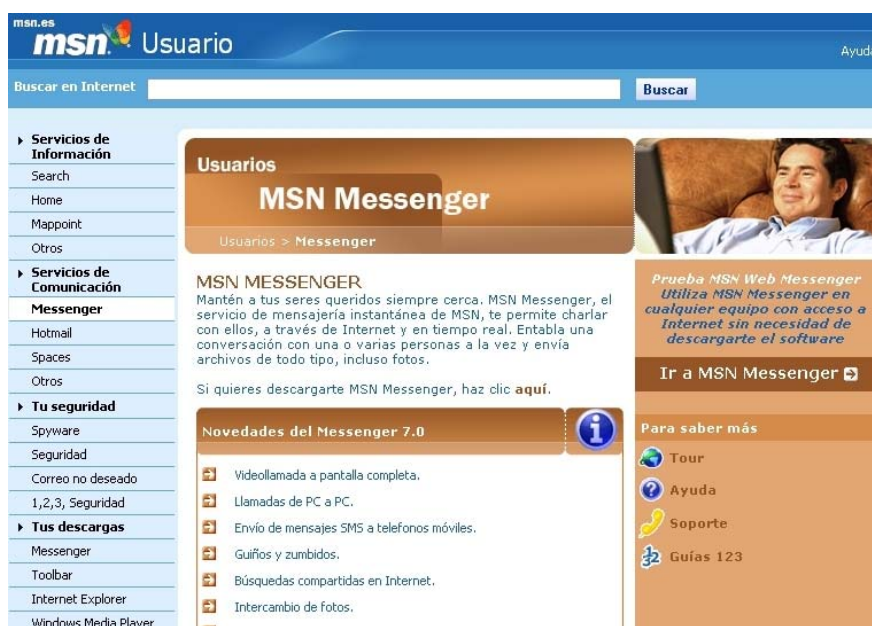 msn.es
msn Usuario
Ayuda
Buscar en Internet
Buscar
Servicios de
Información
Search
Home
Mappoint
Otros
Servicios de
Comunicación
Messenger
Hotmail
Spaces
Otros
Tu seguridad
Spyware
Seguridad
Correo no deseado
1,2,3, Seguridad
Tus descargas
Messenger
Toolbar
Internet Explorer
Windows Media Player
Usuarios
MSN Messenger
Usuarios > Messenger
MSN MESSENGER
Mantén a tus seres queridos siempre cerca. MSN Messenger, el
servicio de mensajería instantánea de MSN, te permite charlar
con ellos, a través de Internet y en tiempo real. Entabla una
conversación con una o varias personas a la vez y envía
archivos de todo tipo, incluso fotos.
Si quieres descargarte MSN Messenger, haz clic aquí.
Novedades del Messenger 7.0
Videollamada a pantalla completa.
Llamadas de PC a PC.
Envío de mensajes SMS a telefonos móviles.
Guiños y zumbidos.
Búsquedas compartidas en Internet.
Intercambio de fotos.
Prueba MSN Web Messenger
Utiliza MSN Messenger en
cualquier equipo con acceso a
Internet sin necesidad de
descargarte el software
Ir a MSN Messenger
Para saber más
Tour
Ayuda
Soporte
Guías 123